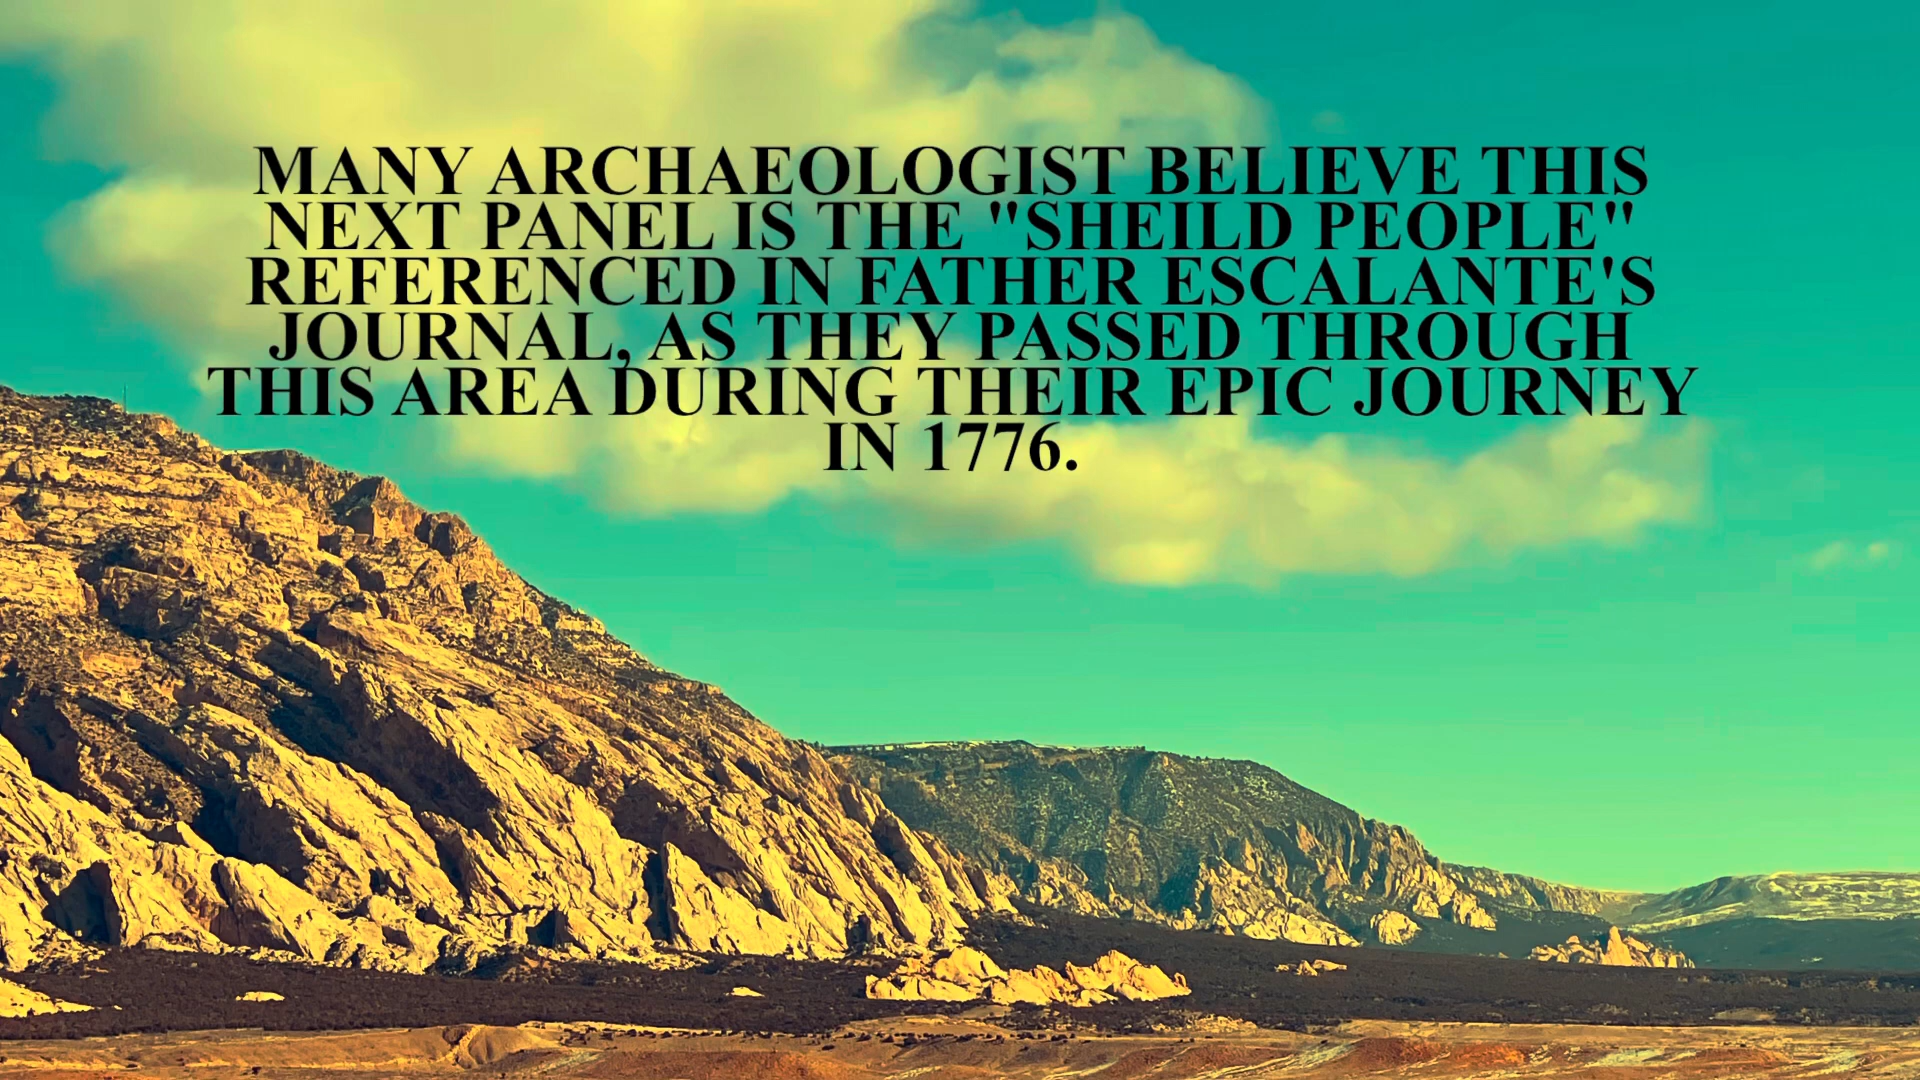 MANY ARCHAEOLOGIST BELIEVE THIS
NEXT PANEL IS THE "SHEILD PEOPLE"
REFERENCED IN FATHER ESCALANTE'S
JOURNAL, AS THEY PASSED THROUGH
THIS AREA DURING THEIR EPIC JOURNEY
IN 1776.